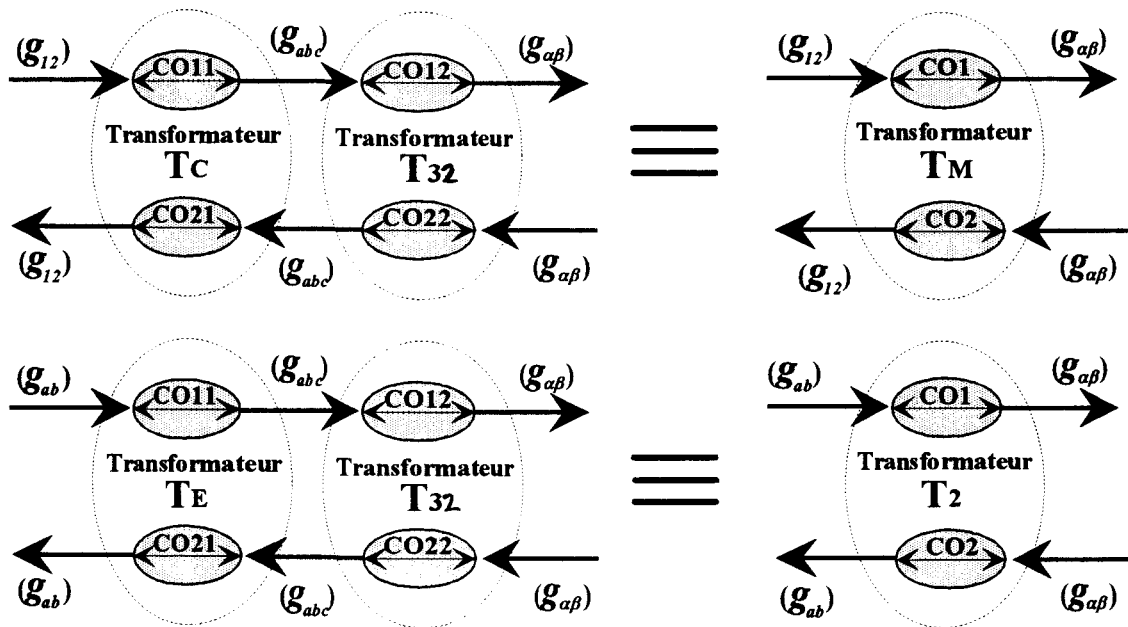 (g12) CO11 (gabc) CO12 (gαβ) (g12) CO1 (gαβ)
Transformateur Transformateur Transformateur
TC T32 TM
CO21 CO22 CO2
(g12) (gabc) (gαβ) (g12) (gαβ)
(gab) CO11 (gabc) CO12 (gαβ) (gab) CO1 (gαβ)
Transformateur Transformateur Transformateur
TE T32 T2
CO21 CO22 CO2
(gab) (gabc) (gαβ) (gab) (gαβ)